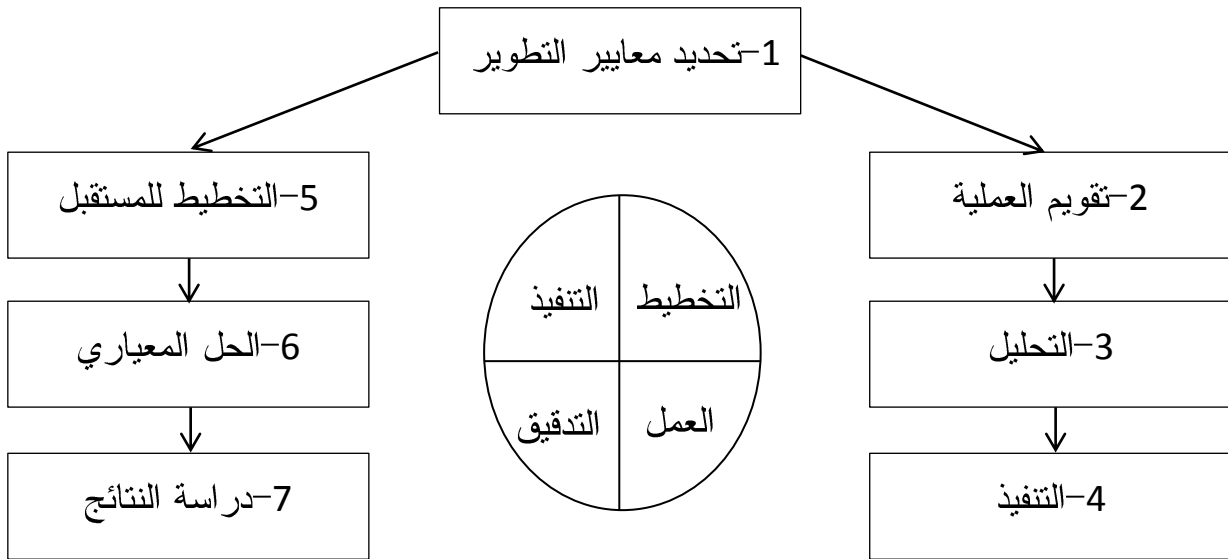 1-تحديد معايير التطوير
2-تقويم العملية
5-التخطيط للمستقبل
التخطيط
التنفيذ
3-التحليل
6-الحل المعياري
العمل
التدقيق
4-التنفيذ
7-دراسة النتائج